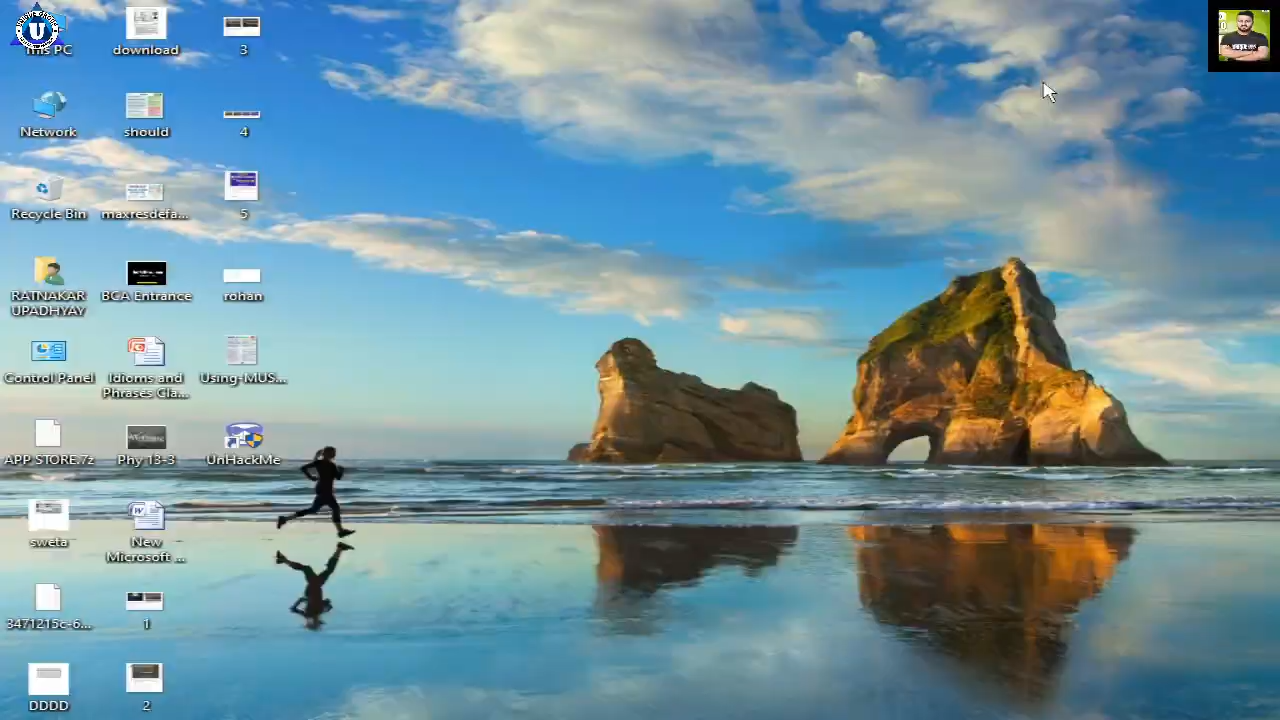 This PC
download
3
Network
should
4
Recycle Bin
maxresdefa...
5
RATNAKAR
UPADHYAY
BCA Entrance
rohan
Control Panel
Idioms and
Phrases Cla...
Using-MUS...
APP STORE.7z
Phy 13-3
UnHackMe
sweta
New
Microsoft ...
3471215c-6...
1
DDDD
2
U